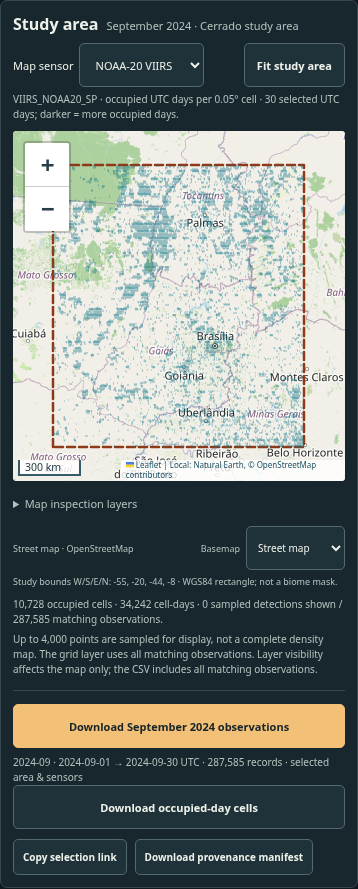 Study area September 2024 · Cerrado study area
Map sensor NOAA-20 VIIRS Fit study area
VIIRS_NOAA20_SP · occupied UTC days per 0.05° cell · 30 selected UTC
days; darker = more occupied days.
+
−
Tocantins
Palmas
Mato Grosso
Bahi
Brasília
Cuiabá
Goiás
Goiânia
Montes Claros
Uberlândia
Minas Gerais
Ribeirão
Belo Horizonte
Mato Grosso
São José
300 km
Leaflet | Local: Natural Earth, © OpenStreetMap
contributors
▶ Map inspection layers
Street map · OpenStreetMap Basemap Street map
Study bounds W/S/E/N: -55, -20, -44, -8 · WGS84 rectangle; not a biome mask.
10,728 occupied cells · 34,242 cell-days · 0 sampled detections shown /
287,585 matching observations.
Up to 4,000 points are sampled for display, not a complete density
map. The grid layer uses all matching observations. Layer visibility
affects the map only; the CSV includes all matching observations.
Download September 2024 observations
2024-09 · 2024-09-01 → 2024-09-30 UTC · 287,585 records · selected
area & sensors
Download occupied-day cells
Copy selection link Download provenance manifest